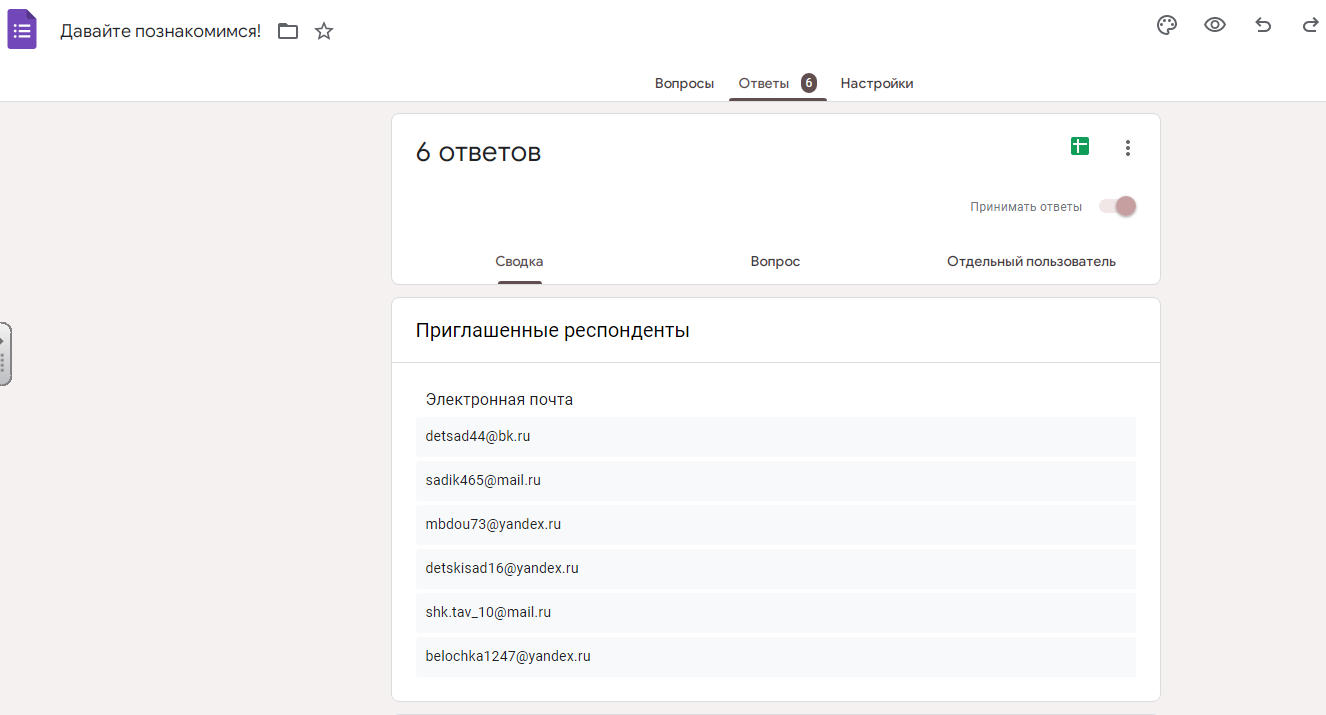 Давайте познакомимся!
Вопросы Ответы 6 Настройки
6 ответов
Принимать ответы
Сводка Вопрос Отдельный пользователь
Приглашенные респонденты
Электронная почта
detsad44@bk.ru
sadik465@mail.ru
mbdou73@yandex.ru
detskisad16@yandex.ru
shk.tav_10@mail.ru
belochka1247@yandex.ru